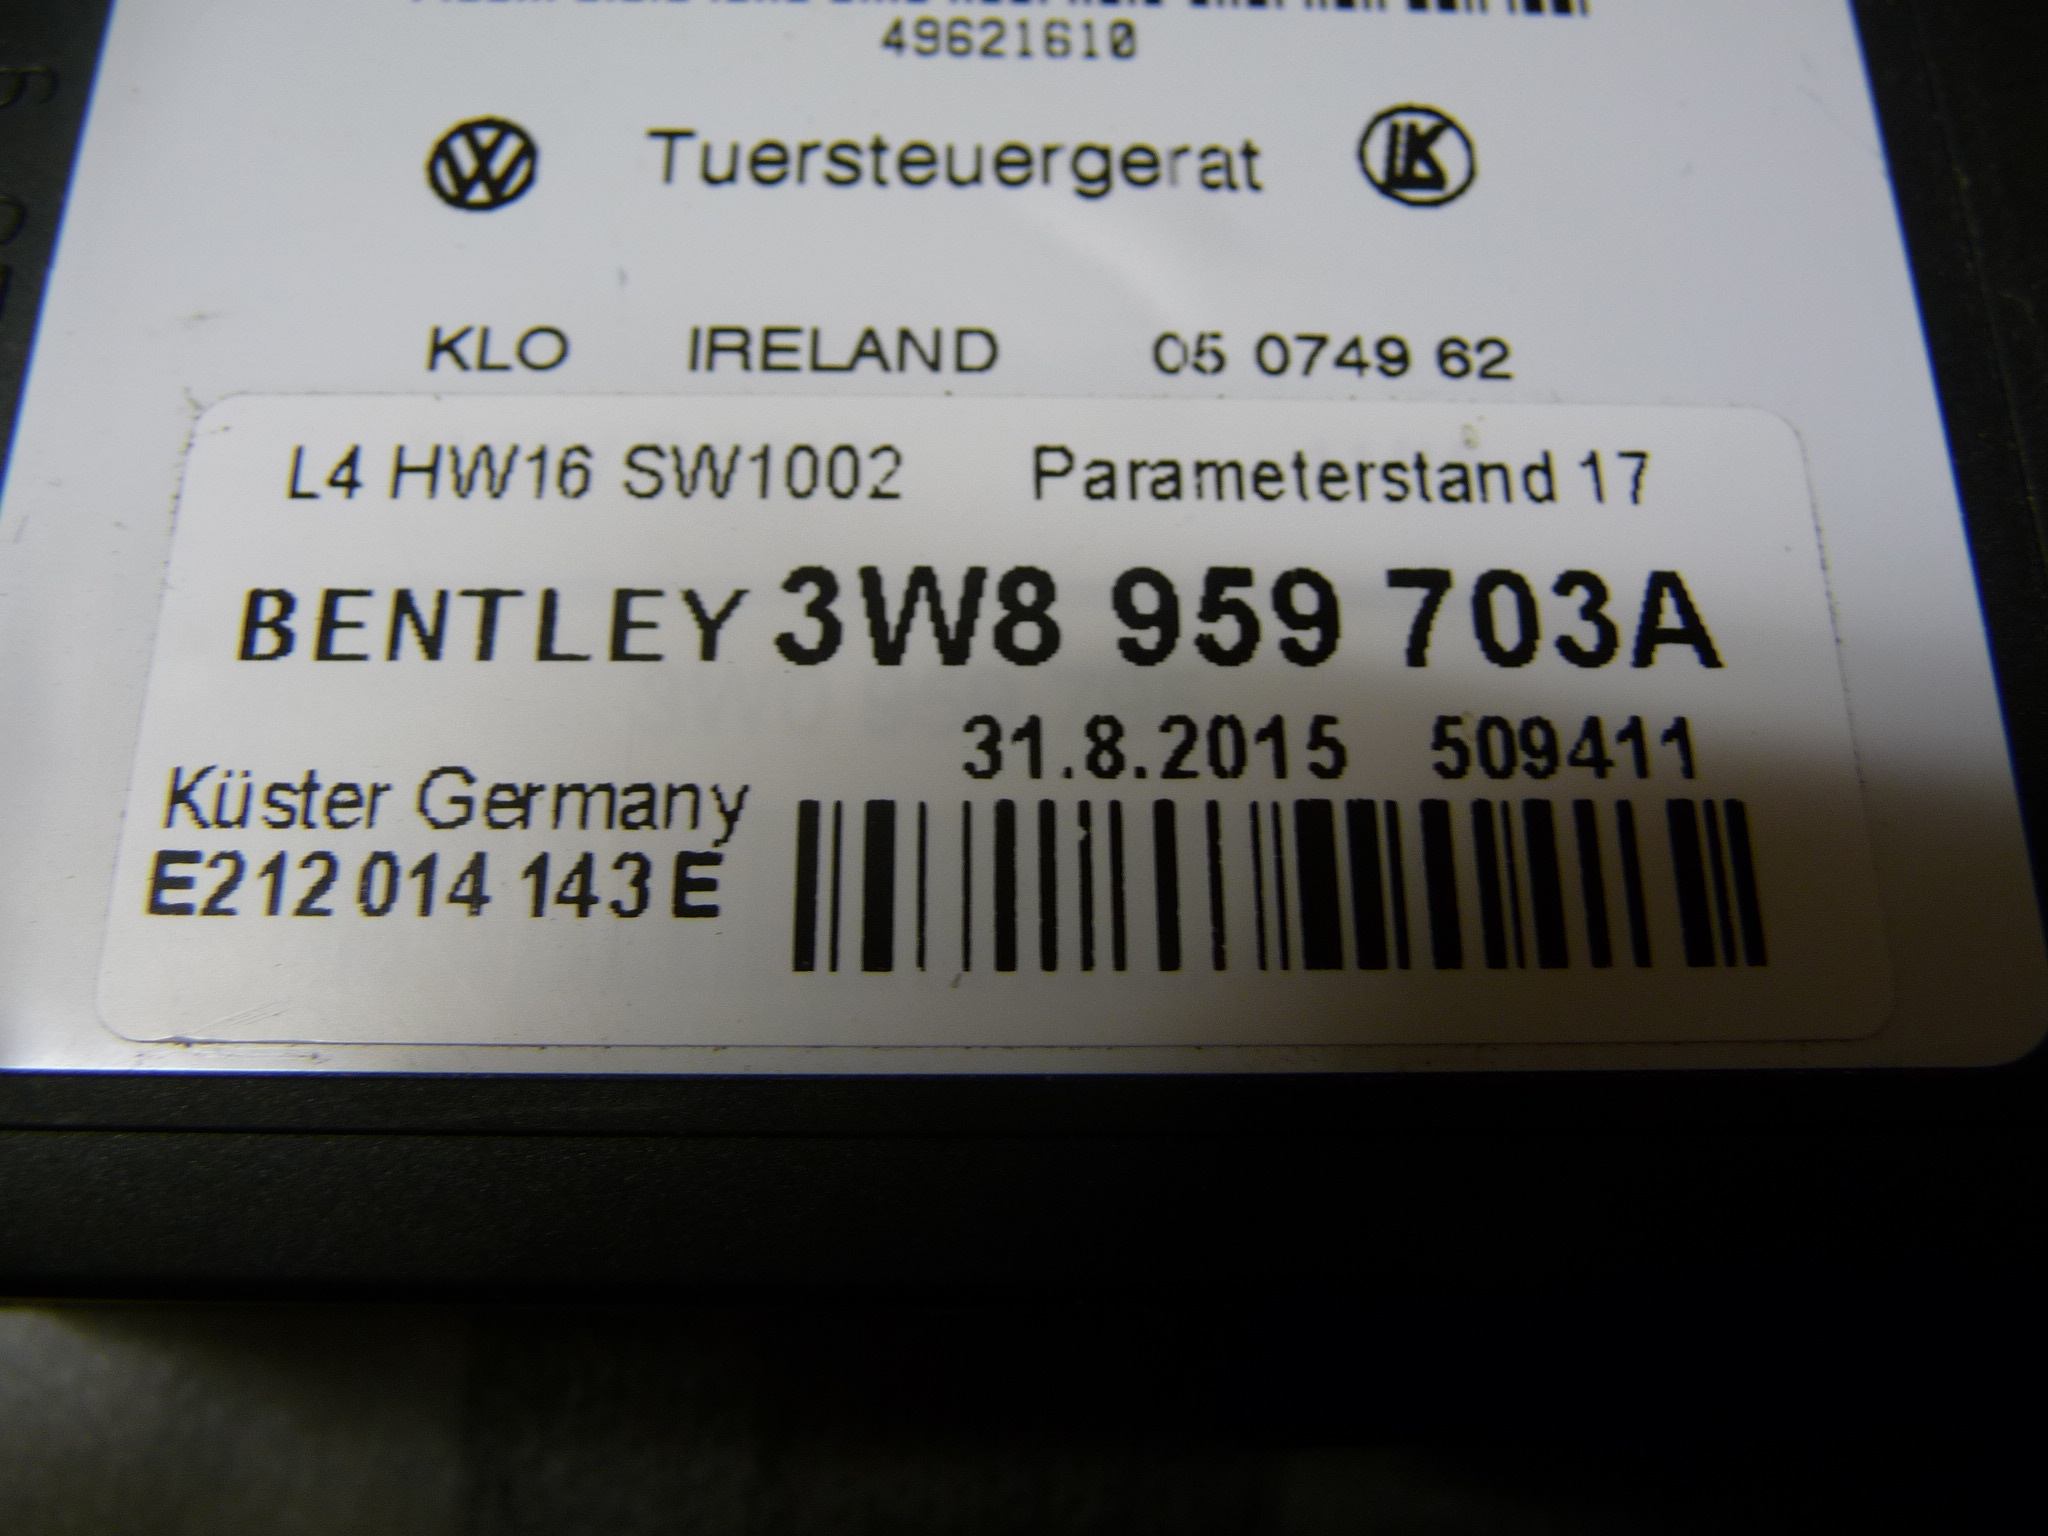 49621610
Tuersteuergerat
KLO IRELAND 05 0749 62
L4 HW16 SW1002 Parameterstand 17
BENTLEY 3W8 959 703A
31.8.2015 509411
Küster Germany
E212 014 143 E